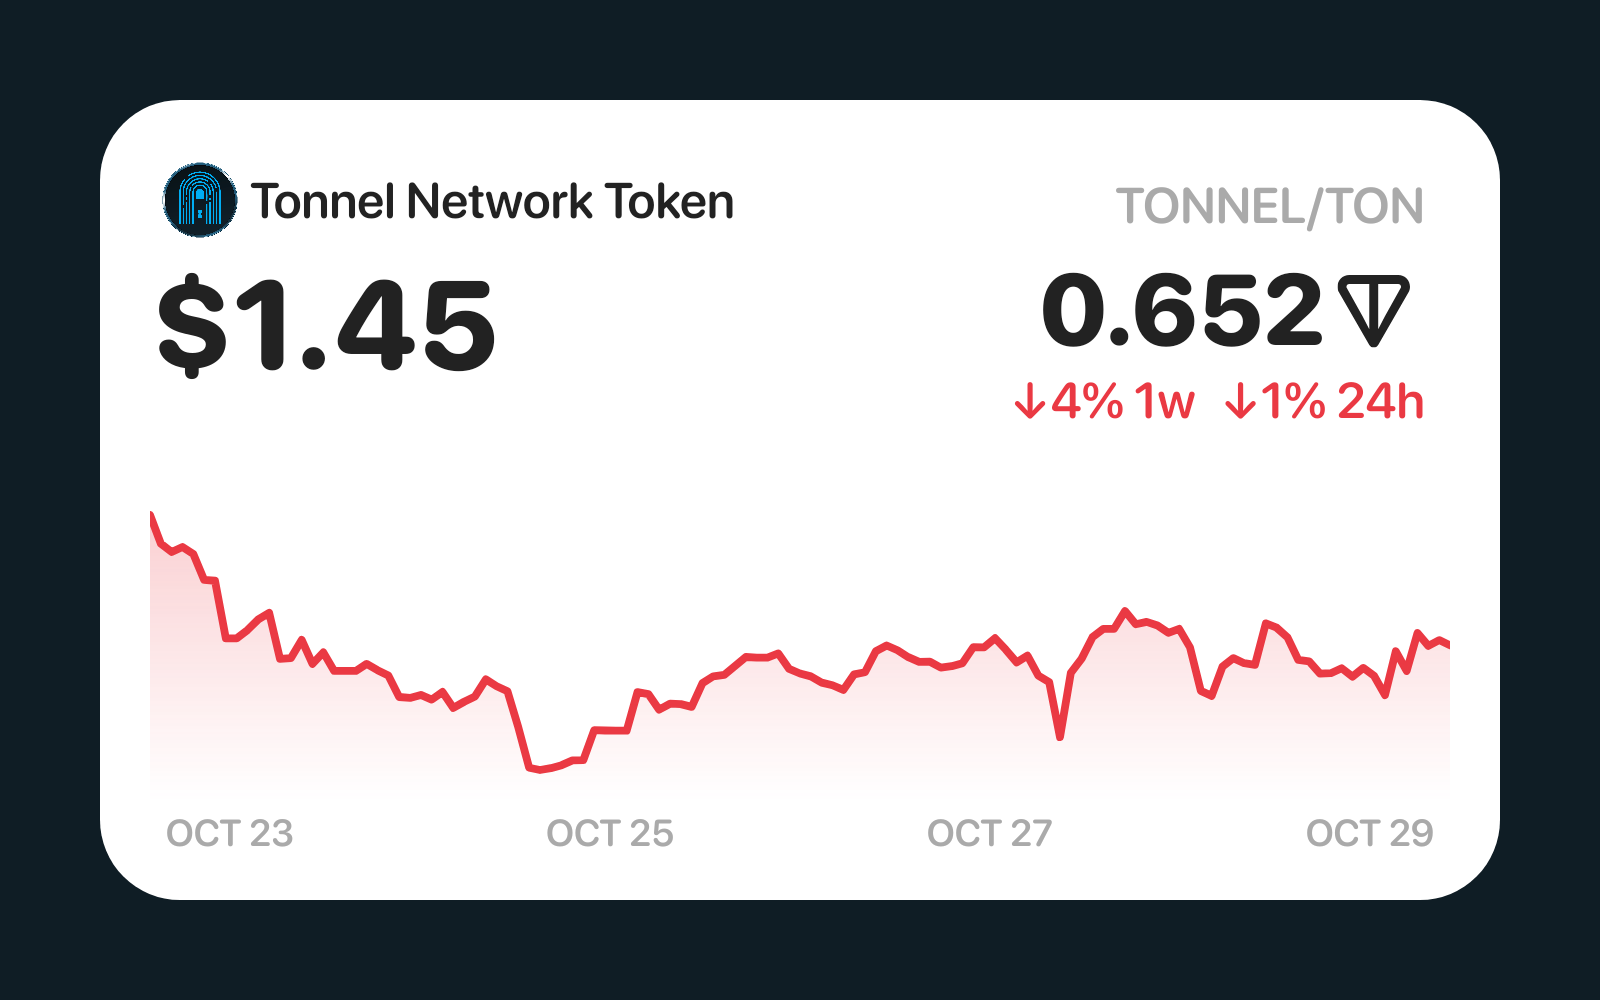 Tonnel Network Token
TONNEL/TON
$1.45
0.652
↓4% 1w ↓1% 24h
OCT 23 OCT 25 OCT 27 OCT 29